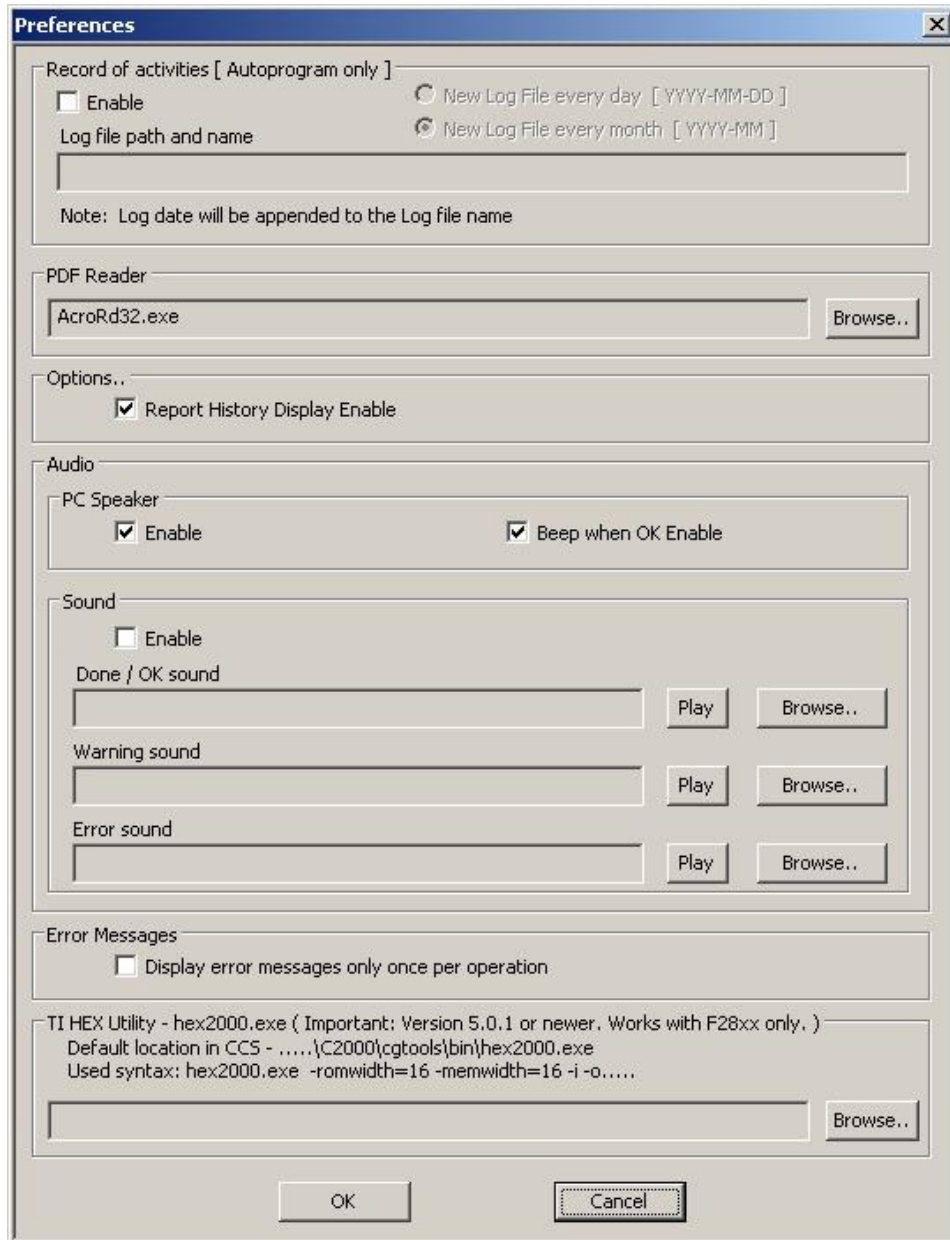 Preferences
Record of activities [ Autoprogram only ]
Enable
New Log File every day [ YYYY-MM-DD ]
New Log File every month [ YYYY-MM ]
Log file path and name
Note: Log date will be appended to the Log file name
PDF Reader
AcroRd32.exe
Browse..
Options..
Report History Display Enable
Audio
PC Speaker
Enable
Beep when OK Enable
Sound
Enable
Done / OK sound
Play
Browse..
Warning sound
Play
Browse..
Error sound
Play
Browse..
Error Messages
Display error messages only once per operation
TI HEX Utility - hex2000.exe ( Important: Version 5.0.1 or newer. Works with F28xx only. )
Default location in CCS - .....\C2000\cgtools\bin\hex2000.exe
Used syntax: hex2000.exe -romwidth=16 -memwidth=16 -i -o.....
Browse..
OK
Cancel